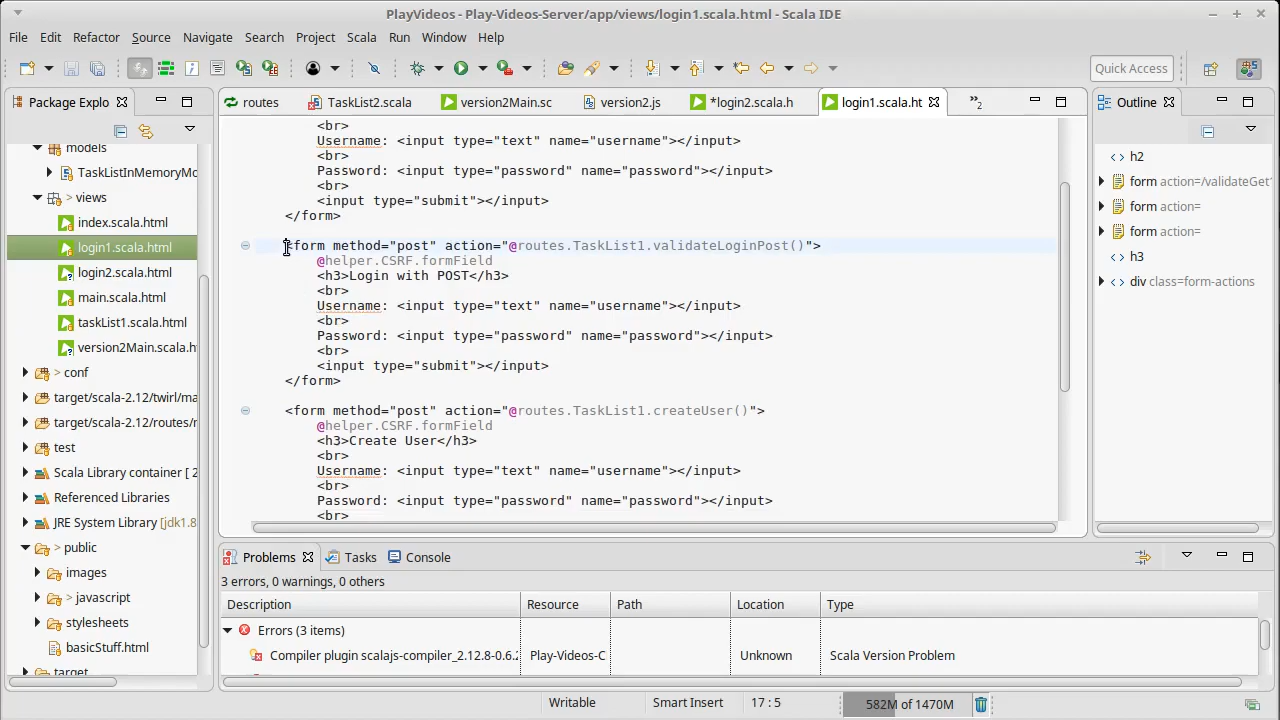 PlayVideos - Play-Videos-Server/app/views/login1.scala.html - Scala IDE
File Edit Refactor Source Navigate Search Project Scala Run Window Help
Quick Access
Package Explo
routes
TaskList2.scala
version2Main.sc
version2.js
*login2.scala.h
login1.scala.ht
»2
Outline
models
TaskListInMemoryMo
> views
index.scala.html
login1.scala.html
login2.scala.html
main.scala.html
taskList1.scala.html
version2Main.scala.h
> conf
target/scala-2.12/twirl/ma
target/scala-2.12/routes/r
test
Scala Library container [ 2
Referenced Libraries
JRE System Library [jdk1.8
> public
images
> javascript
stylesheets
basicStuff.html
target
<br>
Username: <input type="text" name="username"></input>
<br>
Password: <input type="password" name="password"></input>
<br>
<input type="submit"></input>
</form>
<form method="post" action="@routes.TaskList1.validateLoginPost()">
@helper.CSRF.formField
<h3>Login with POST</h3>
<br>
Username: <input type="text" name="username"></input>
<br>
Password: <input type="password" name="password"></input>
<br>
<input type="submit"></input>
</form>
<form method="post" action="@routes.TaskList1.createUser()">
@helper.CSRF.formField
<h3>Create User</h3>
<br>
Username: <input type="text" name="username"></input>
<br>
Password: <input type="password" name="password"></input>
<br>
h2
form action=/validateGet?
form action=
form action=
h3
div class=form-actions
Problems
Tasks
Console
3 errors, 0 warnings, 0 others
Description Resource Path Location Type
Errors (3 items)
Compiler plugin scalajs-compiler_2.12.8-0.6.2 Play-Videos-C Unknown Scala Version Problem
Writable Smart Insert 17 : 5 582M of 1470M